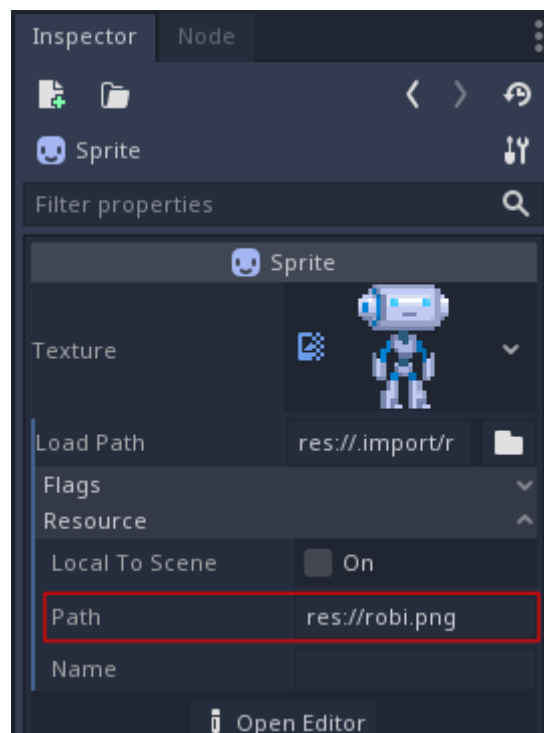 Inspector Node
Sprite
Filter properties
Sprite
Texture
Load Path res://.import/r
Flags
Resource
Local To Scene On
Path res://robi.png
Name
Open Editor